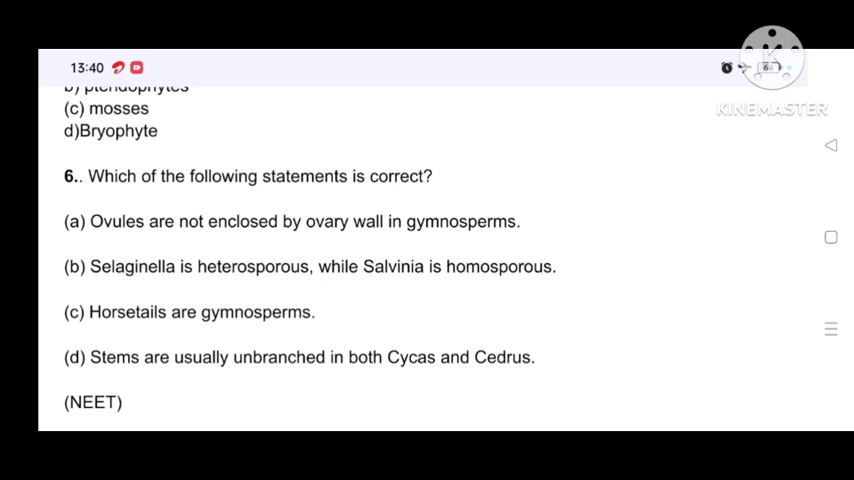 13:40
KINEMASTER
b) pteridophytes
(c) mosses
d)Bryophyte
6.. Which of the following statements is correct?
(a) Ovules are not enclosed by ovary wall in gymnosperms.
(b) Selaginella is heterosporous, while Salvinia is homosporous.
(c) Horsetails are gymnosperms.
(d) Stems are usually unbranched in both Cycas and Cedrus.
(NEET)